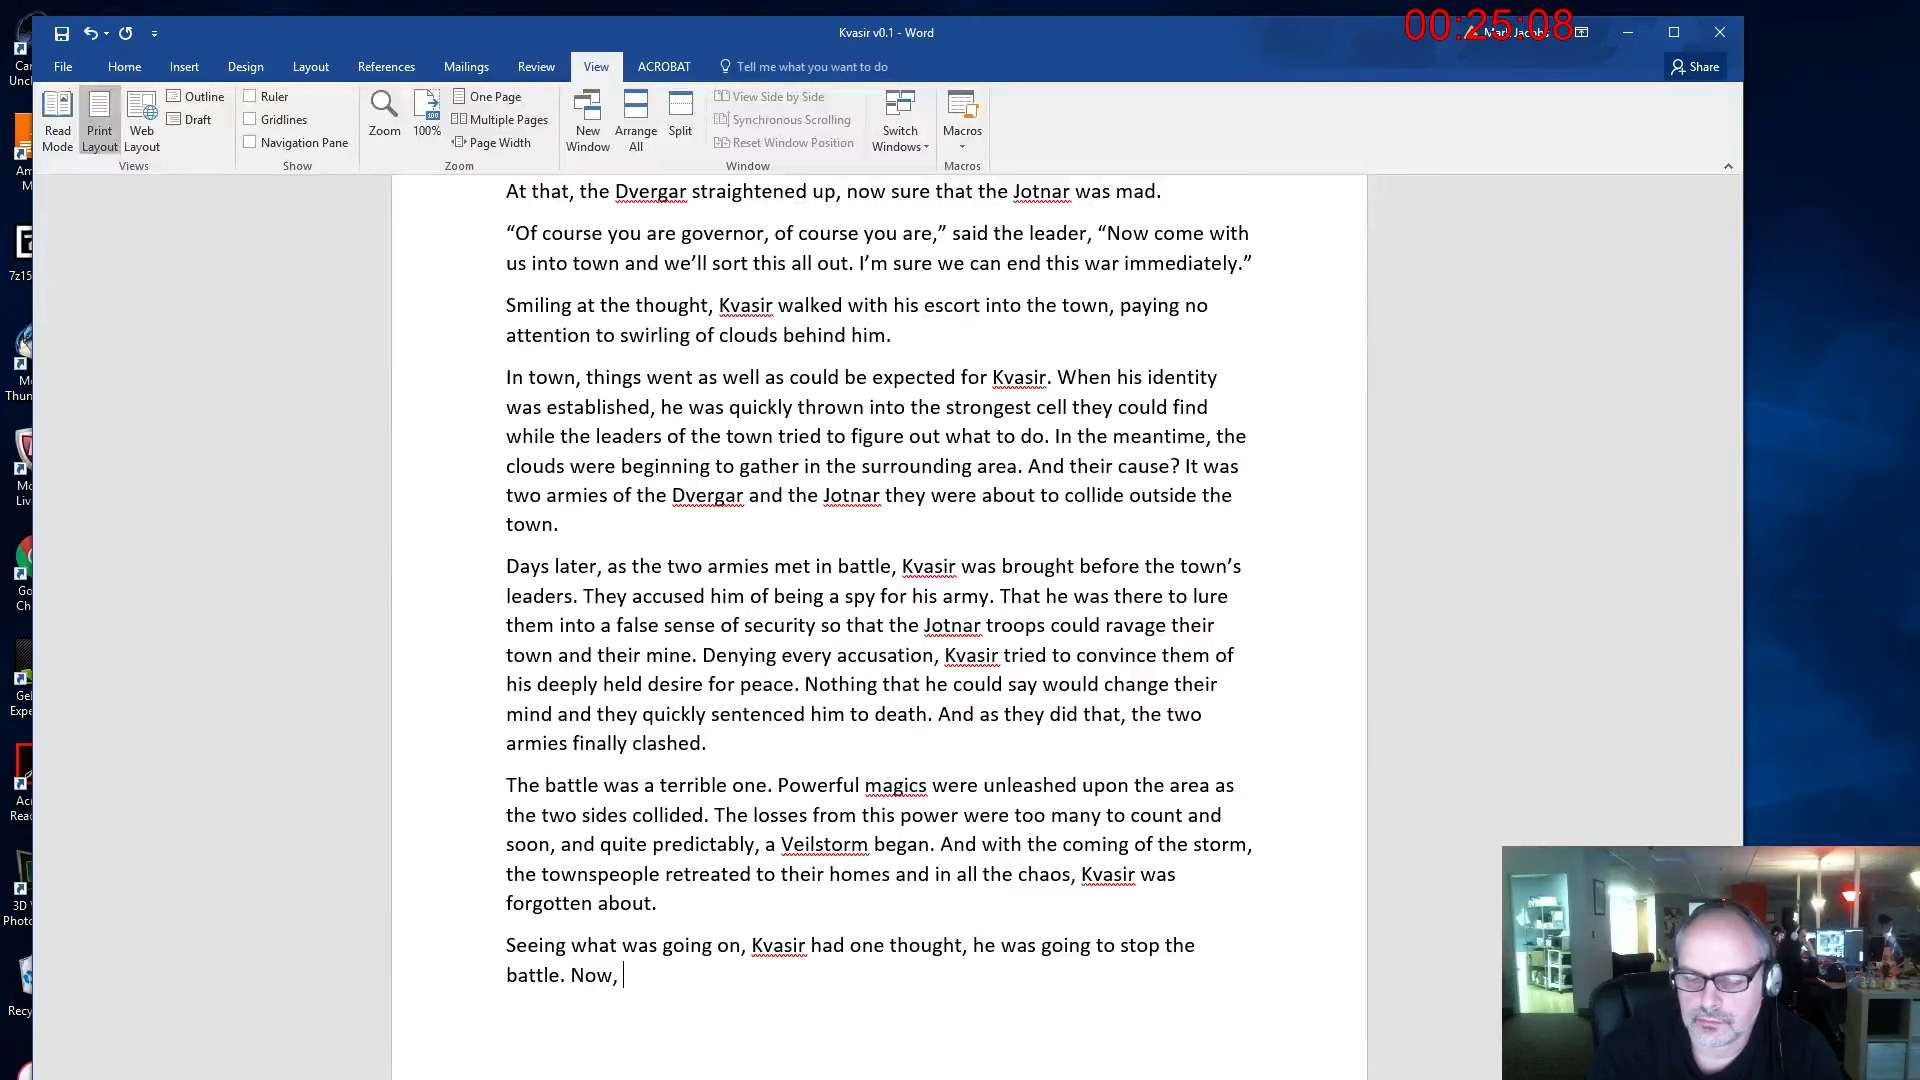 00:25:08
Kvasir v0.1 - Word
File Home Insert Design Layout References Mailings Review View ACROBAT Tell me what you want to do Share
Read Mode
Print Layout
Web Layout
Outline
Draft
Views
Ruler
Gridlines
Navigation Pane
Show
Zoom
100%
One Page
Multiple Pages
Page Width
Zoom
New Window
Arrange All
Split
View Side by Side
Synchronous Scrolling
Reset Window Position
Window
Switch Windows
Macros
Macros
At that, the Dvergar straightened up, now sure that the Jotnar was mad.
“Of course you are governor, of course you are,” said the leader, “Now come with
us into town and we’ll sort this all out. I’m sure we can end this war immediately.”
Smiling at the thought, Kvasir walked with his escort into the town, paying no
attention to swirling of clouds behind him.
In town, things went as well as could be expected for Kvasir. When his identity
was established, he was quickly thrown into the strongest cell they could find
while the leaders of the town tried to figure out what to do. In the meantime, the
clouds were beginning to gather in the surrounding area. And their cause? It was
two armies of the Dvergar and the Jotnar they were about to collide outside the
town.
Days later, as the two armies met in battle, Kvasir was brought before the town’s
leaders. They accused him of being a spy for his army. That he was there to lure
them into a false sense of security so that the Jotnar troops could ravage their
town and their mine. Denying every accusation, Kvasir tried to convince them of
his deeply held desire for peace. Nothing that he could say would change their
mind and they quickly sentenced him to death. And as they did that, the two
armies finally clashed.
The battle was a terrible one. Powerful magics were unleashed upon the area as
the two sides collided. The losses from this power were too many to count and
soon, and quite predictably, a Veilstorm began. And with the coming of the storm,
the townspeople retreated to their homes and in all the chaos, Kvasir was
forgotten about.
Seeing what was going on, Kvasir had one thought, he was going to stop the
battle. Now,